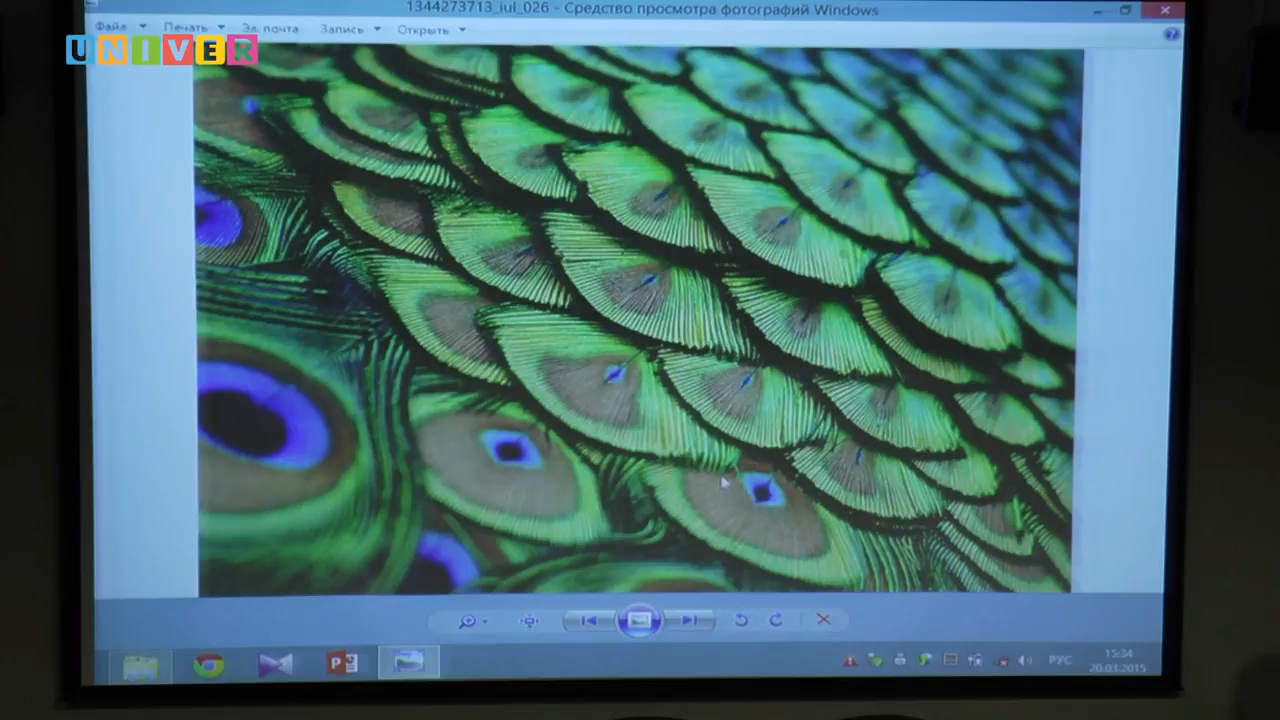 1344273713_iul_026 - Средство просмотра фотографий Windows
Файл Печать Эл. почта Запись Открыть
UNIVER
РУС
15:34
20.03.2015